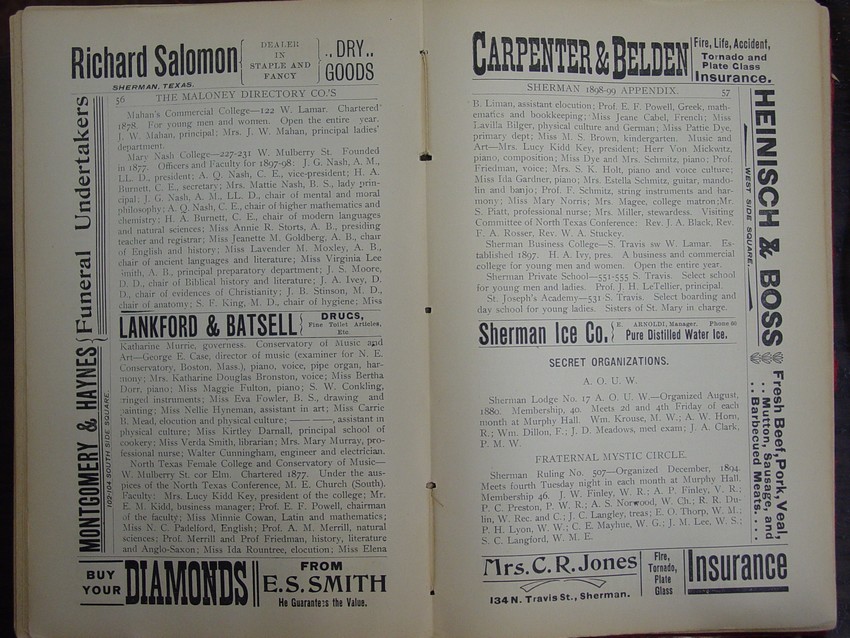 Richard Salomon
DEALER
IN
STAPLE AND
FANCY
.. DRY..
GOODS
SHERMAN, TEXAS.
56 THE MALONEY DIRECTORY CO.'S
Mahan's Commercial College—122 W. Lamar. Chartered
1878. For young men and women. Open the entire year.
J. W. Mahan, principal; Mrs. J. W. Mahan, principal ladies'
department.
Mary Nash College—227-231 W. Mulberry St. Founded
in 1877. Officers and Faculty for 1897-98: J. G. Nash, A. M.,
LL. D., president; A. Q. Nash, C. E., vice-president; H. A.
Burnett, C. E., secretary; Mrs. Mattie Nash, B. S., lady prin-
cipal; J. G. Nash, A. M., LL. D., chair of mental and moral
philosophy; A. Q. Nash, C. E., chair of higher mathematics and
chemistry; H. A. Burnett, C. E., chair of modern languages
and natural sciences; Miss Annie R. Storts, A. B., presiding
teacher and registrar; Miss Jeanette M. Goldberg, A. B., chair
of English and history; Miss Lavender M. Moxley, A. B.,
chair of ancient languages and literature; Miss Virginia Lee
Smith, A. B., principal preparatory department; J. S. Moore,
D. D., chair of Biblical history and literature; J. A. Ivey, D.
D., chair of evidences of Christianity; J. B. Stinson, M. D.,
chair of anatomy; S. F. King, M. D., chair of hygiene; Miss
LANKFORD & BATSELL
DRUGS,
Fine Toilet Articles,
Etc.
Katharine Murrie, governess. Conservatory of Music and
Art—George E. Case, director of music (examiner for N. E.
Conservatory, Boston, Mass.), piano, voice, pipe organ, har-
mony; Mrs. Katharine Douglas Bronston, voice; Miss Bertha
Dorr, piano; Miss Maggie Fulton, piano; S. W. Conkling,
stringed instruments; Miss Eva Fowler, B. S., drawing and
painting; Miss Nellie Hyneman, assistant in art; Miss Carrie
B. Mead, elocution and physical culture; — —, assistant in
physical culture; Miss Kirtley Darnall, principal school of
cookery; Miss Verda Smith, librarian; Mrs. Mary Murray, pro-
fessional nurse; Walter Cunningham, engineer and electrician.
North Texas Female College and Conservatory of Music—
W. Mulberry St. cor Elm. Chartered 1877. Under the aus-
pices of the North Texas Conference, M. E. Church (South).
Faculty: Mrs. Lucy Kidd Key, president of the college; Mr.
E. M. Kidd, business manager; Prof. E. F. Powell, chairman
of the faculty; Miss Minnie Cowan, Latin and mathematics;
Miss N. C. Padelford, English; Prof. A. M. Merrill, natural
sciences; Prof. Merrill and Prof Friedman, history, literature
and Anglo-Saxon; Miss Ida Rountree, elocution; Miss Elena
Funeral Undertakers
MONTGOMERY & HAYNES
102/104 SOUTH SIDE SQUARE.
BUY
YOUR
DIAMONDS
FROM
E. S. SMITH
He Guarantees the Value.
CARPENTER & BELDEN
Fire, Life, Accident,
Tornado and
Plate Glass
Insurance.
SHERMAN 1898-99 APPENDIX. 57
B. Litman, assistant elocution; Prof. E. F. Powell, Greek, math-
ematics and bookkeeping; Miss Jeane Cabel, French; Miss
Lavilla Bilger, physical culture and German; Miss Pattie Dye,
primary dept; Miss M. S. Brown, kindergarten. Music and
Art—Mrs. Lucy Kidd Key, president; Herr Von Mickwitz,
piano, composition; Miss Dye and Mrs. Schmitz, piano; Prof.
Friedman, voice; Mrs. S. K. Holt, piano and voice culture;
Miss Ida Gardner, piano; Mrs. Estella Schmitz, guitar, mando-
lin and banjo; Prof. F. Schmitz, string instruments and har-
mony; Miss Mary Norris; Mrs. Magee, college matron; Mr.
S. Piatt, professional nurse; Mrs. Miller, stewardess. Visiting
Committee of North Texas Conference: Rev. J. A. Black, Rev.
F. A. Rosser, Rev. W. A. Stuckey.
Sherman Business College—S. Travis sw W. Lamar. Es-
tablished 1897. H. A. Ivy, pres. A business and commercial
college for young men and women. Open the entire year.
Sherman Private School—551-555 S. Travis. Select school
for young men and ladies. Prof. J. H. LeTellier, principal.
St. Joseph's Academy—531 S. Travis. Select boarding and
day school for young ladies. Sisters of St. Mary in charge.
Sherman Ice Co.
E. ARNOLDI, Manager. Phone 60
Pure Distilled Water Ice.
SECRET ORGANIZATIONS.
A. O. U. W.
Sherman Lodge No. 17 A. O. U. W.—Organized August,
1880. Membership, 40. Meets 2d and 4th Friday of each
month at Murphy Hall. Wm. Krouse, M. W.; A. W. Horn,
R.; Wm. Dillon, F.; J. D. Meadows, med exam; J. A. Clark,
P. M. W.
FRATERNAL MYSTIC CIRCLE.
Sherman Ruling No. 507—Organized December, 1894.
Meets fourth Tuesday night in each month at Murphy Hall.
Membership 46. J. W. Finley, W. R.; A. P. Finley, V. R.;
P. C. Preston, P. W. R.; A. S. Norwood, W. Ch.; R. R. Du-
lin, W. Rec. and C.; J. C. Langley, treas; E. O. Thorp, W. M.;
P. H. Lyon, W. W.; C. E. Mayhue, W. G.; J. M. Lee, W. S.;
S. C. Langford, W. M. E.
HEINISCH & BOSS
WEST SIDE SQUARE.
Fresh Beef, Pork, Veal,
Mutton, Sausage, and
Barbecued Meats.
Mrs. C. R. Jones
134 N. Travis St., Sherman.
Fire,
Tornado,
Plate
Glass
Insurance